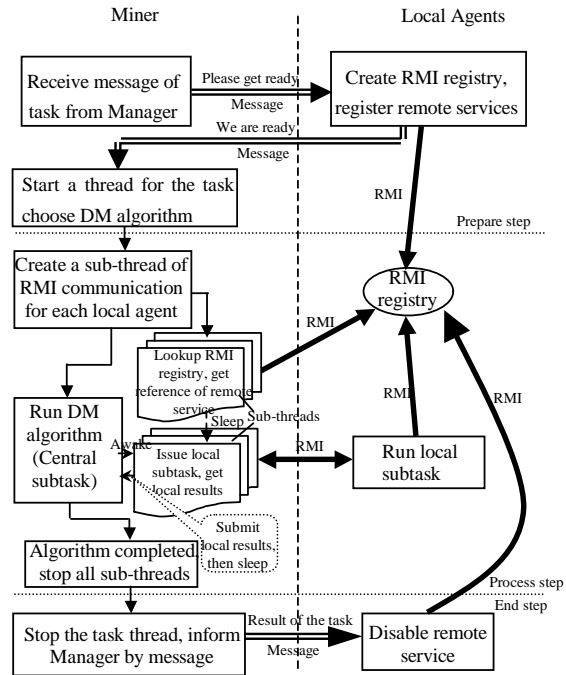 Miner
Local Agents
Receive message of
task from Manager
Please get ready
Message
Create RMI registry,
register remote services
We are ready
Message
Start a thread for the task
choose DM algorithm
RMI
Prepare step
Create a sub-thread of
RMI communication
for each local agent
RMI
registry
RMI
Lookup RMI
registry, get
reference of remote
service
RMI
RMI
Sleep
Sub-threads
Run DM
algorithm
(Central
subtask)
Awake
Issue local
subtask, get
local results
RMI
Run local
subtask
Submit
local results,
then sleep
Algorithm completed,
stop all sub-threads
Process step
End step
Stop the task thread, inform
Manager by message
Result of the task
Message
Disable remote
service